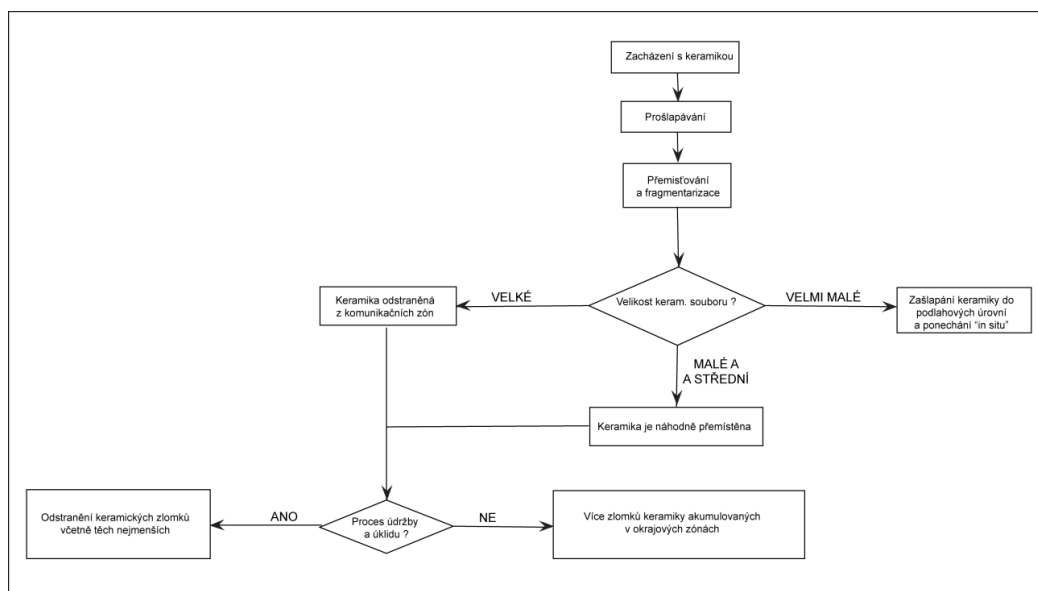 Zacházení s keramikou
Prošlapávání
Přemisťování
a fragmentarizace
Velikost keram. souboru ?
VELKÉ
VELMI MALÉ
Keramika odstraněná
z komunikačních zón
Zašlapání keramiky do
podlahových úrovní
a ponechání “in situ”
MALÉ A
A STŘEDNÍ
Keramika je náhodně přemístěna
Odstranění keramických zlomků
včetně těch nejmenších
ANO
Proces údržby
a úklidu ?
NE
Více zlomků keramiky akumulovaných
v okrajových zónách